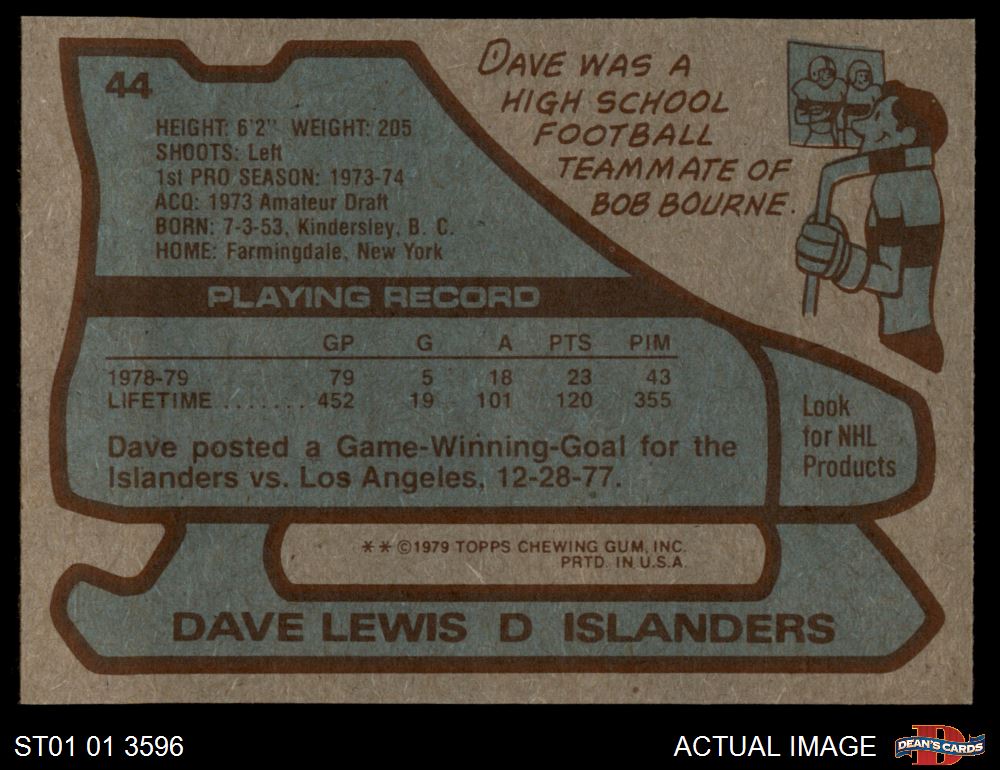 44
HEIGHT: 6'2" WEIGHT: 205
SHOOTS: Left
1st PRO SEASON: 1973-74
ACQ: 1973 Amateur Draft
BORN: 7-3-53, Kindersley, B. C.
HOME: Farmingdale, New York
DAVE WAS A
HIGH SCHOOL
FOOTBALL
TEAMMATE OF
BOB BOURNE.
PLAYING RECORD
GP G A PTS PIM
1978-79 79 5 18 23 43
LIFETIME ........ 452 19 101 120 355
Dave posted a Game-Winning-Goal for the
Islanders vs. Los Angeles, 12-28-77.
Look
for NHL
Products
** ©1979 TOPPS CHEWING GUM, INC.
PRTD. IN U.S.A.
DAVE LEWIS D ISLANDERS
ST01 01 3596
ACTUAL IMAGE
D
DEAN'S CARDS